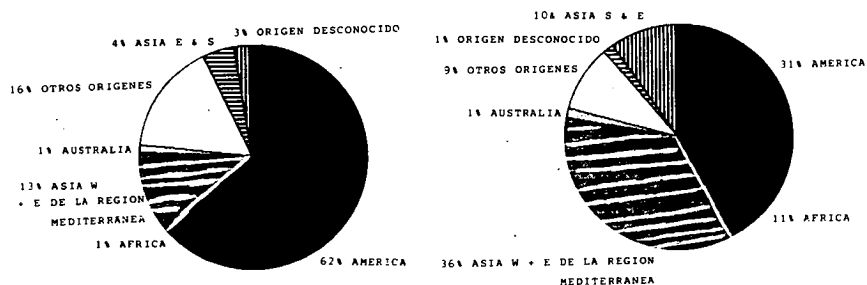 4% ASIA E & S
3% ORIGEN DESCONOCIDO
16% OTROS ORIGENES
1% AUSTRALIA
13% ASIA W
+ E DE LA REGION
MEDITERRANEA
1% AFRICA
62% AMERICA
10& ASIA S & E
1% ORIGEN DESCONOCIDO
9% OTROS ORIGENES
1% AUSTRALIA
31% AMERICA
11% AFRICA
36% ASIA W + E DE LA REGION
MEDITERRANEA